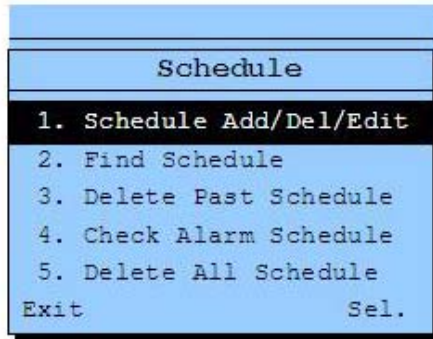 Schedule
1. Schedule Add/Del/Edit
2. Find Schedule
3. Delete Past Schedule
4. Check Alarm Schedule
5. Delete All Schedule
Exit Sel.